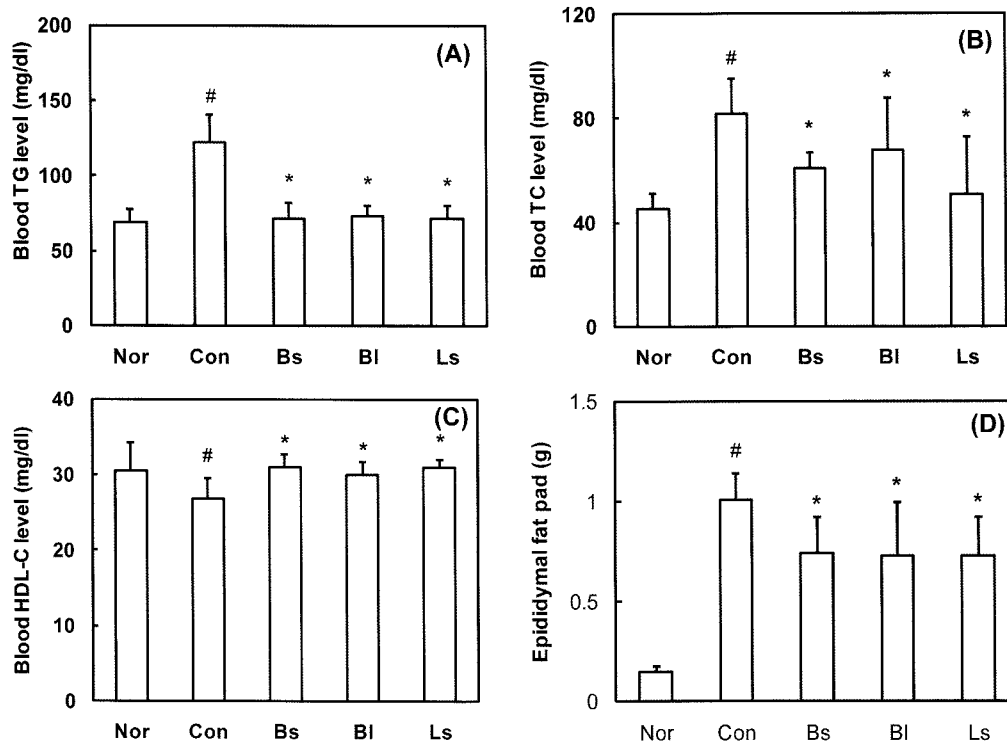 (A)
Blood TG level (mg/dl)
200
150
100
50
0
#
*
*
*
Nor Con Bs Bl Ls
(B)
Blood TC level (mg/dl)
120
80
40
0
#
*
*
*
Nor Con Bs Bl Ls
(C)
Blood HDL-C level (mg/dl)
40
30
20
10
0
#
*
*
*
Nor Con Bs Bl Ls
(D)
Epididymal fat pad (g)
1.5
1
0.5
0
#
*
*
*
Nor Con Bs Bl Ls